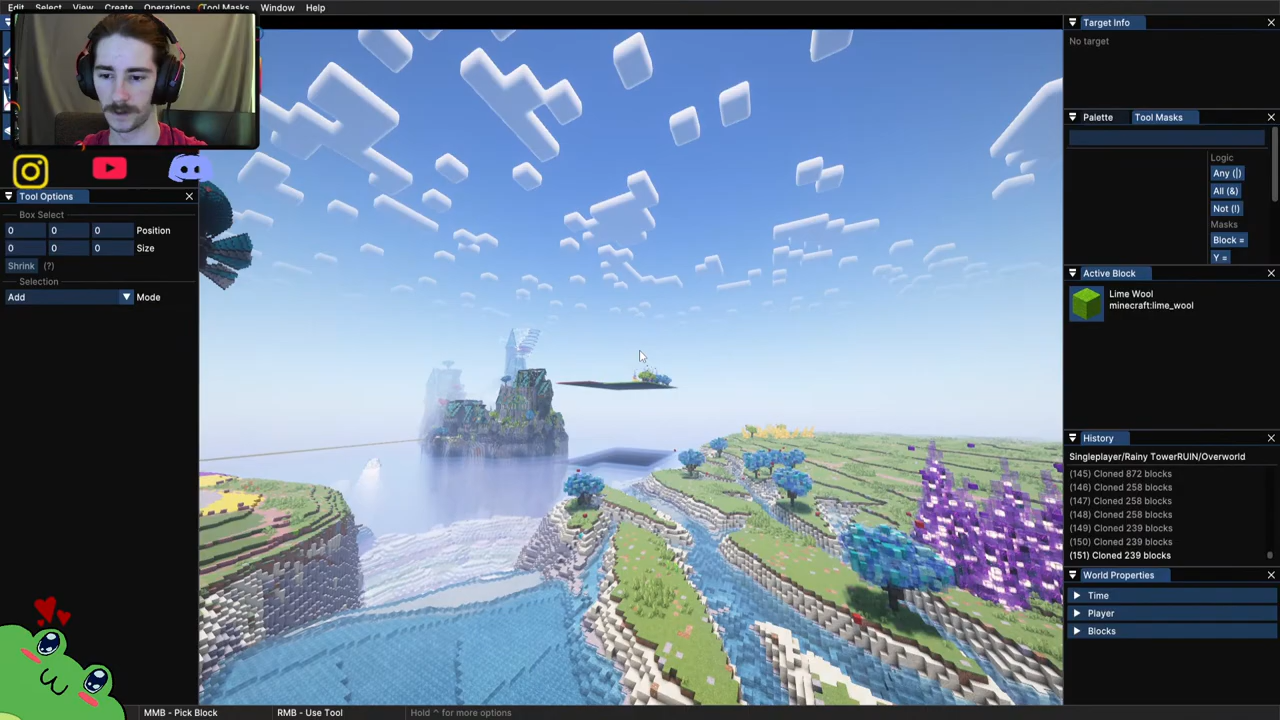 Edit Select View Create Operations Tool Masks Window Help
Target Info
No target
Palette Tool Masks
Logic
Any (|)
All (&)
Not (!)
Masks
Block =
Y =
Tool Options
Box Select
0 0 0 Position
0 0 0 Size
Shrink (?)
Selection
Add Mode
Active Block
Lime Wool
minecraft:lime_wool
History
Singleplayer/Rainy TowerRUIN/Overworld
(145) Cloned 872 blocks
(146) Cloned 258 blocks
(147) Cloned 258 blocks
(148) Cloned 258 blocks
(149) Cloned 239 blocks
(150) Cloned 239 blocks
(151) Cloned 239 blocks
World Properties
Time
Player
Blocks
MMB - Pick Block RMB - Use Tool Hold ^ for more options